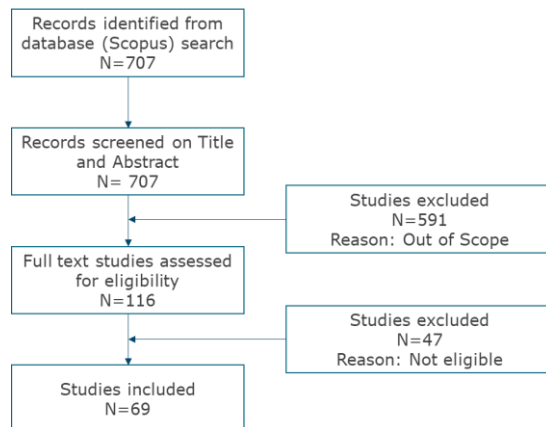 Records identified from
database (Scopus) search
N=707
Records screened on Title
and Abstract
N= 707
Studies excluded
N=591
Reason: Out of Scope
Full text studies assessed
for eligibility
N=116
Studies excluded
N=47
Reason: Not eligible
Studies included
N=69